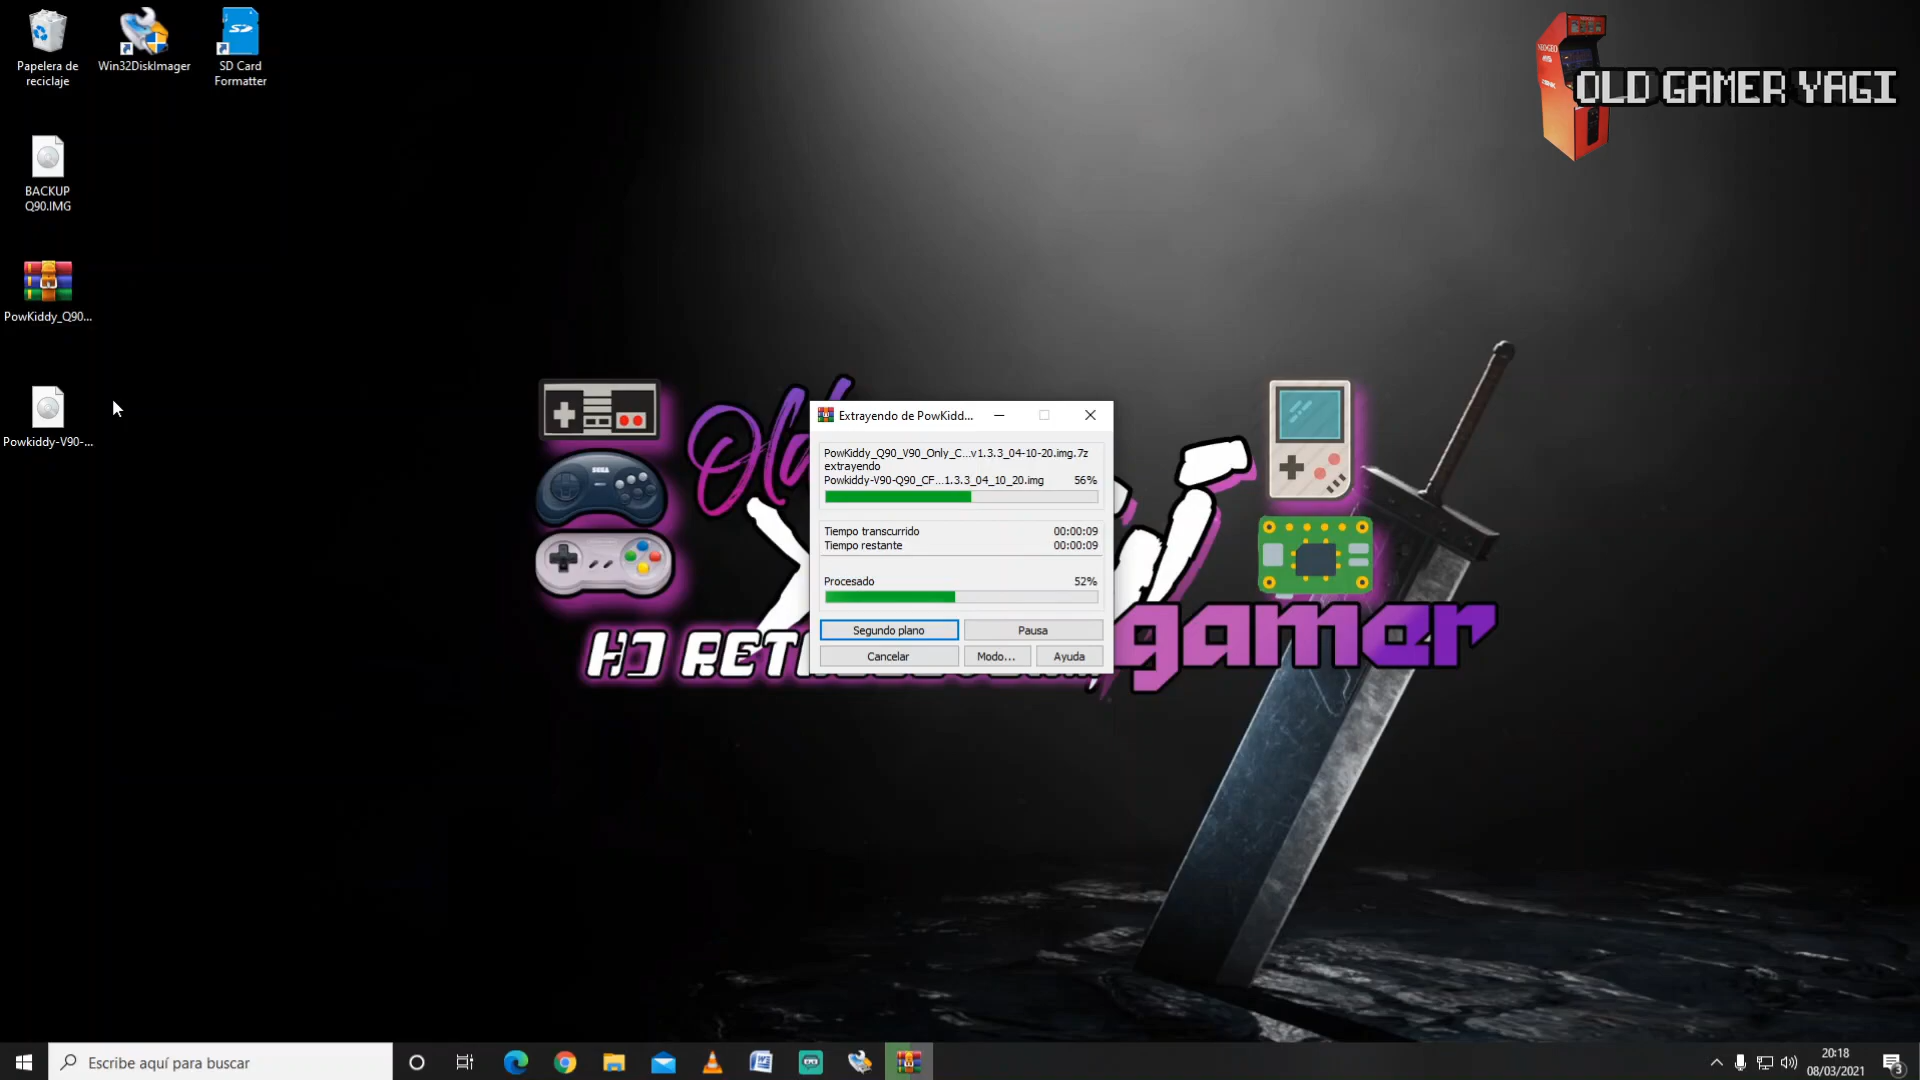 Papelera de
reciclaje
Win32DiskImager
SD
SD Card
Formatter
BACKUP
Q90.IMG
PowKiddy_Q90...
Powkiddy-V90-...
OLD GAMER YAGI
Extrayendo de PowKidd...
PowKiddy_Q90_V90_Only_C...v1.3.3_04-10-20.img.7z
extrayendo
Powkiddy-V90-Q90_CF...1.3.3_04_10_20.img 56%
Tiempo transcurrido 00:00:09
Tiempo restante 00:00:09
Procesado 52%
Segundo plano Pausa
Cancelar Modo... Ayuda
SEGA
gamer
Escribe aquí para buscar
20:18
08/03/2021
3